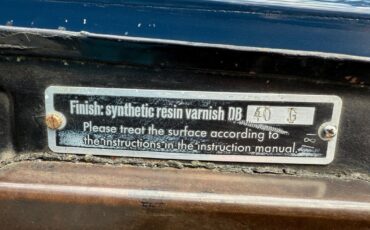 Finish: synthetic resin varnish DB 40 G
Please treat the surface according to
the instructions in the instruction manual.